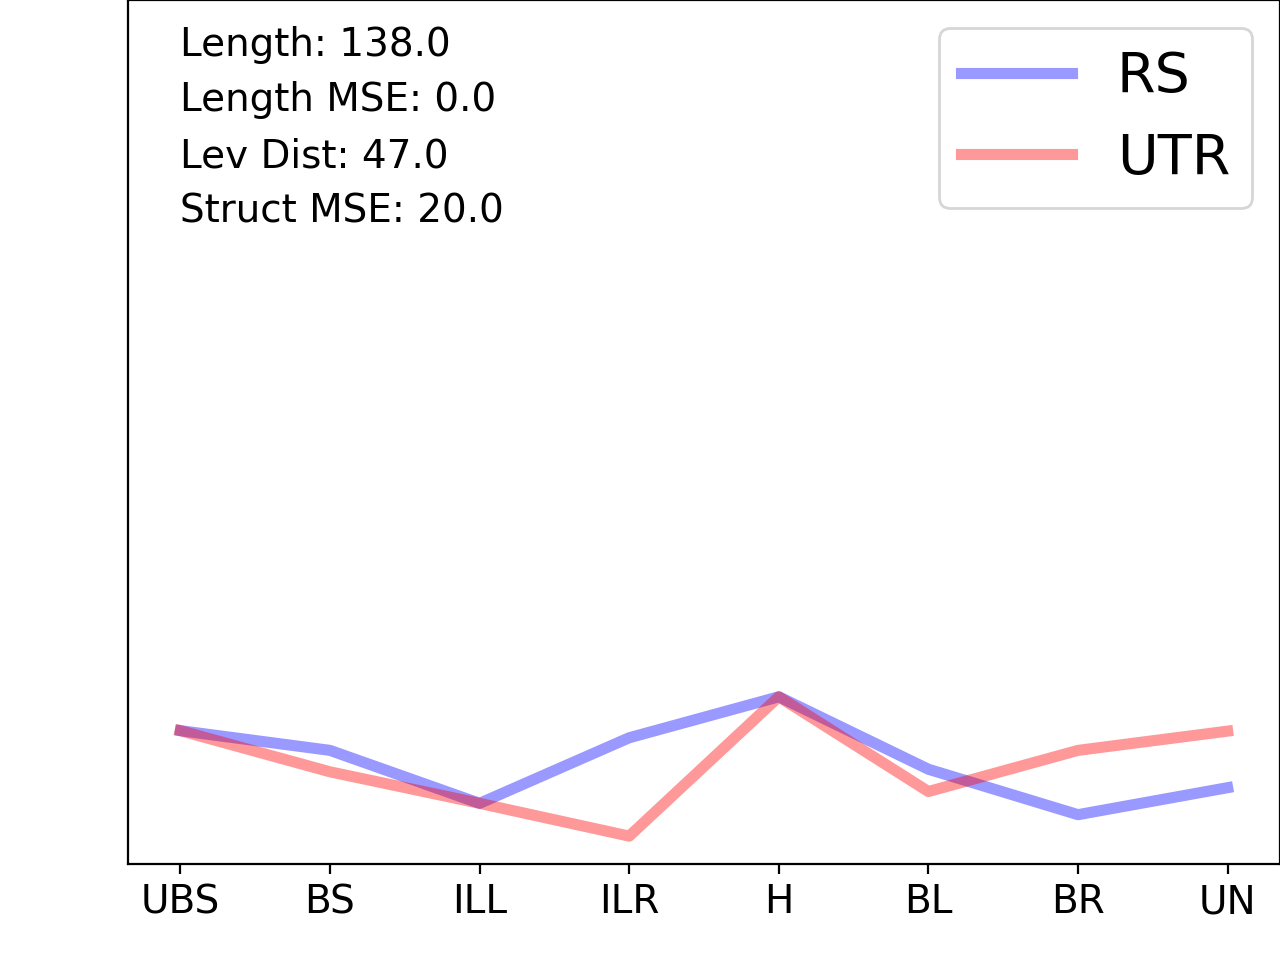 Length: 138.0
Length MSE: 0.0
Lev Dist: 47.0
Struct MSE: 20.0
RS
UTR
UBS BS ILL ILR H BL BR UN